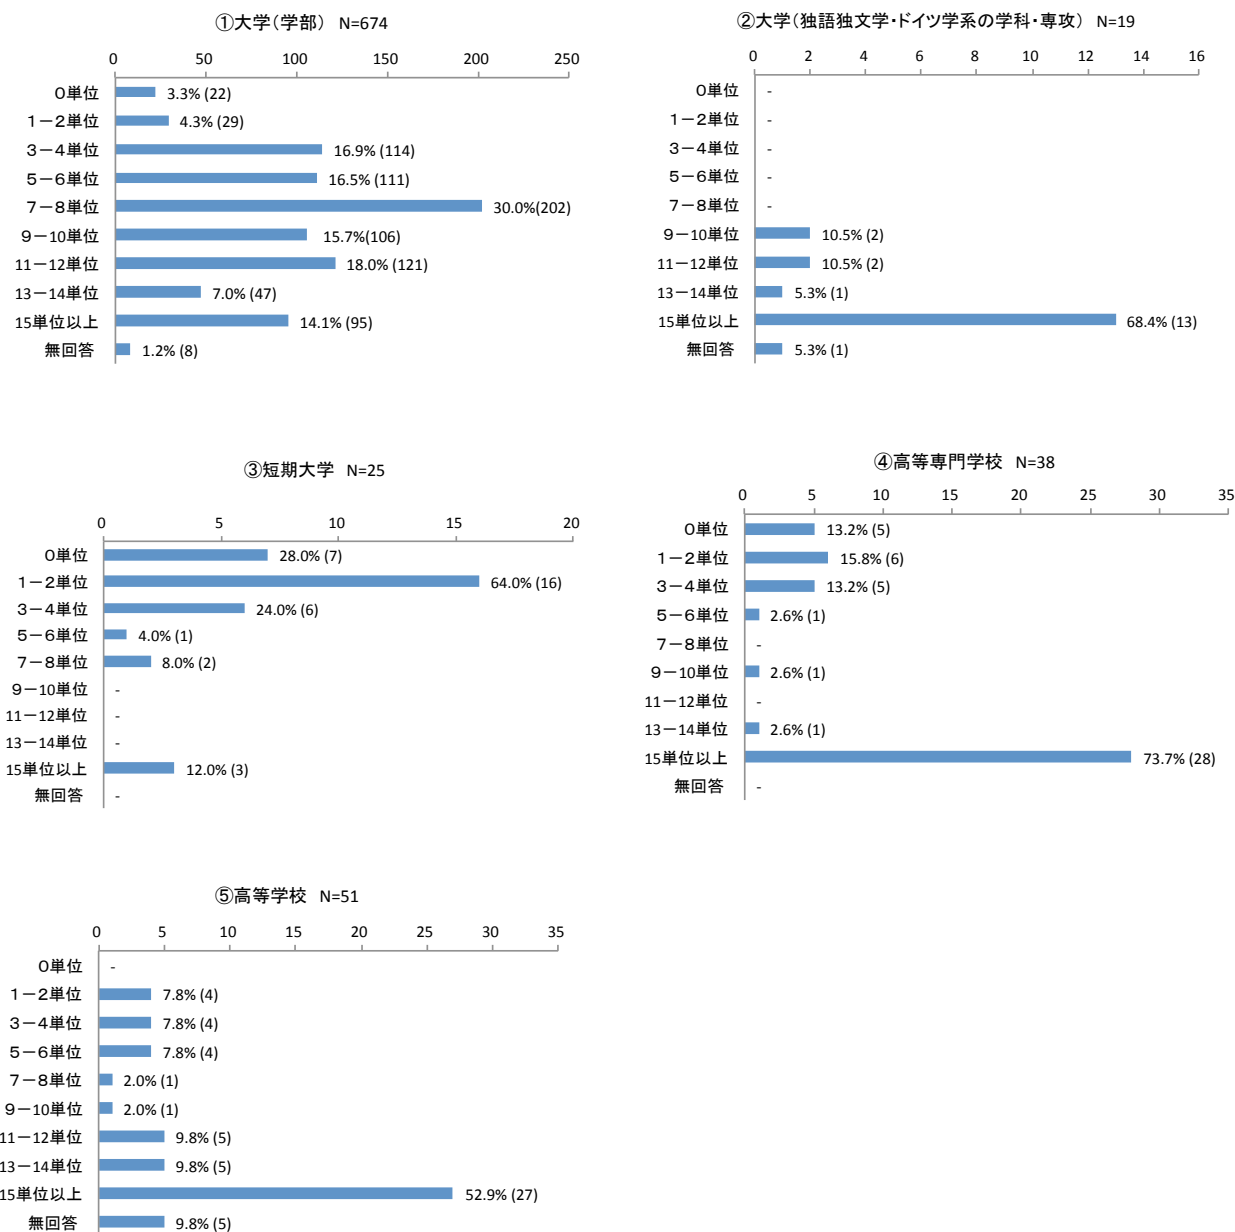 ①大学(学部) N=674
0 50 100 150 200 250
0単位 3.3% (22)
1-2単位 4.3% (29)
3-4単位 16.9% (114)
5-6単位 16.5% (111)
7-8単位 30.0%(202)
9-10単位 15.7%(106)
11-12単位 18.0% (121)
13-14単位 7.0% (47)
15単位以上 14.1% (95)
無回答 1.2% (8)
②大学(独語独文学・ドイツ学系の学科・専攻) N=19
0 2 4 6 8 10 12 14 16
0単位 -
1-2単位 -
3-4単位 -
5-6単位 -
7-8単位 -
9-10単位 10.5% (2)
11-12単位 10.5% (2)
13-14単位 5.3% (1)
15単位以上 68.4% (13)
無回答 5.3% (1)
③短期大学 N=25
0 5 10 15 20
0単位 28.0% (7)
1-2単位 64.0% (16)
3-4単位 24.0% (6)
5-6単位 4.0% (1)
7-8単位 8.0% (2)
9-10単位 -
11-12単位 -
13-14単位 -
15単位以上 12.0% (3)
無回答 -
④高等専門学校 N=38
0 5 10 15 20 25 30 35
0単位 13.2% (5)
1-2単位 15.8% (6)
3-4単位 13.2% (5)
5-6単位 2.6% (1)
7-8単位 -
9-10単位 2.6% (1)
11-12単位 -
13-14単位 2.6% (1)
15単位以上 73.7% (28)
無回答 -
⑤高等学校 N=51
0 5 10 15 20 25 30 35
0単位 -
1-2単位 7.8% (4)
3-4単位 7.8% (4)
5-6単位 7.8% (4)
7-8単位 2.0% (1)
9-10単位 2.0% (1)
11-12単位 9.8% (5)
13-14単位 9.8% (5)
15単位以上 52.9% (27)
無回答 9.8% (5)